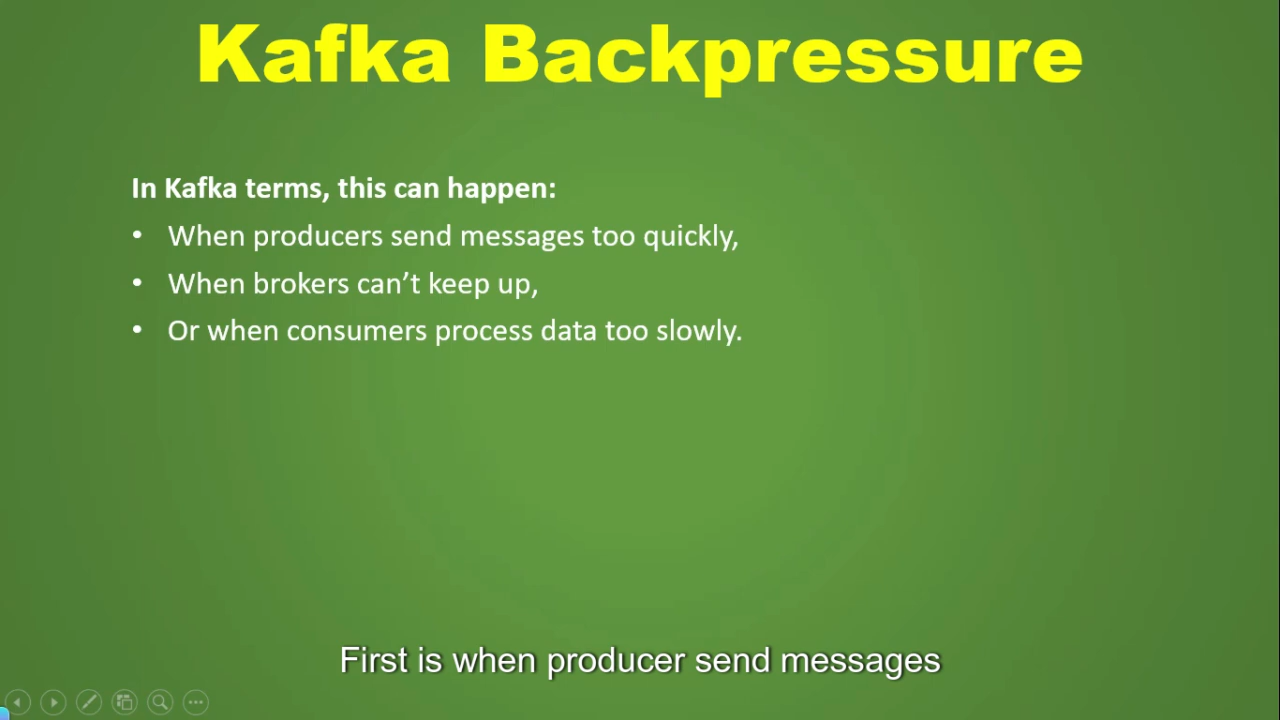 Kafka Backpressure
In Kafka terms, this can happen:
• When producers send messages too quickly,
• When brokers can’t keep up,
• Or when consumers process data too slowly.
First is when producer send messages